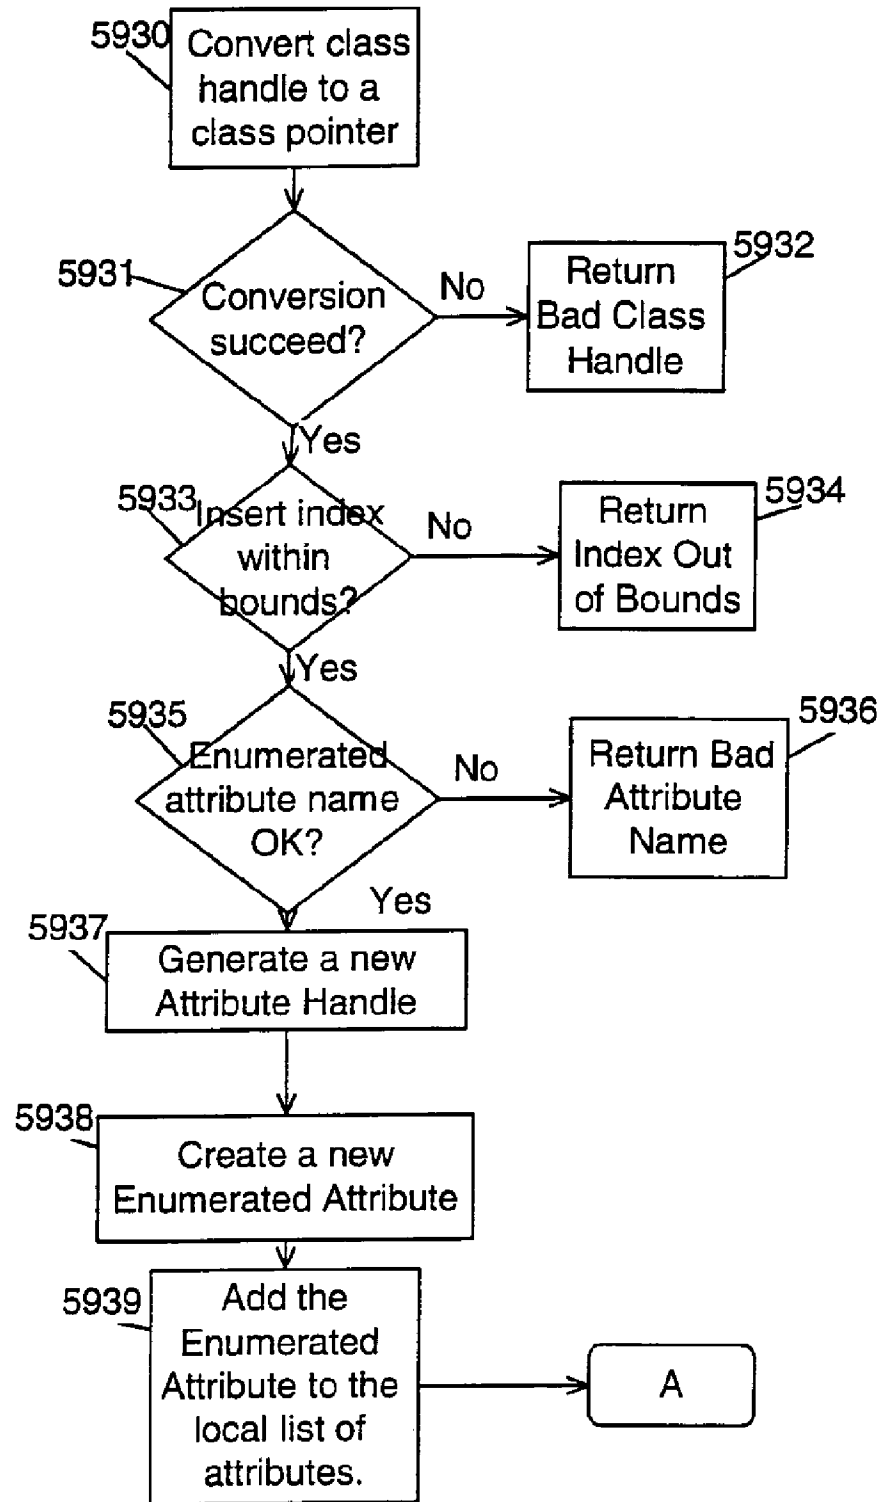 5930
Convert class
handle to a
class pointer
5931
Conversion
succeed?
No
5932
Return
Bad Class
Handle
Yes
5933
Insert index
within
bounds?
No
5934
Return
Index Out
of Bounds
Yes
5935
Enumerated
attribute name
OK?
No
5936
Return Bad
Attribute
Name
Yes
5937
Generate a new
Attribute Handle
5938
Create a new
Enumerated Attribute
5939
Add the
Enumerated
Attribute to the
local list of
attributes.
A